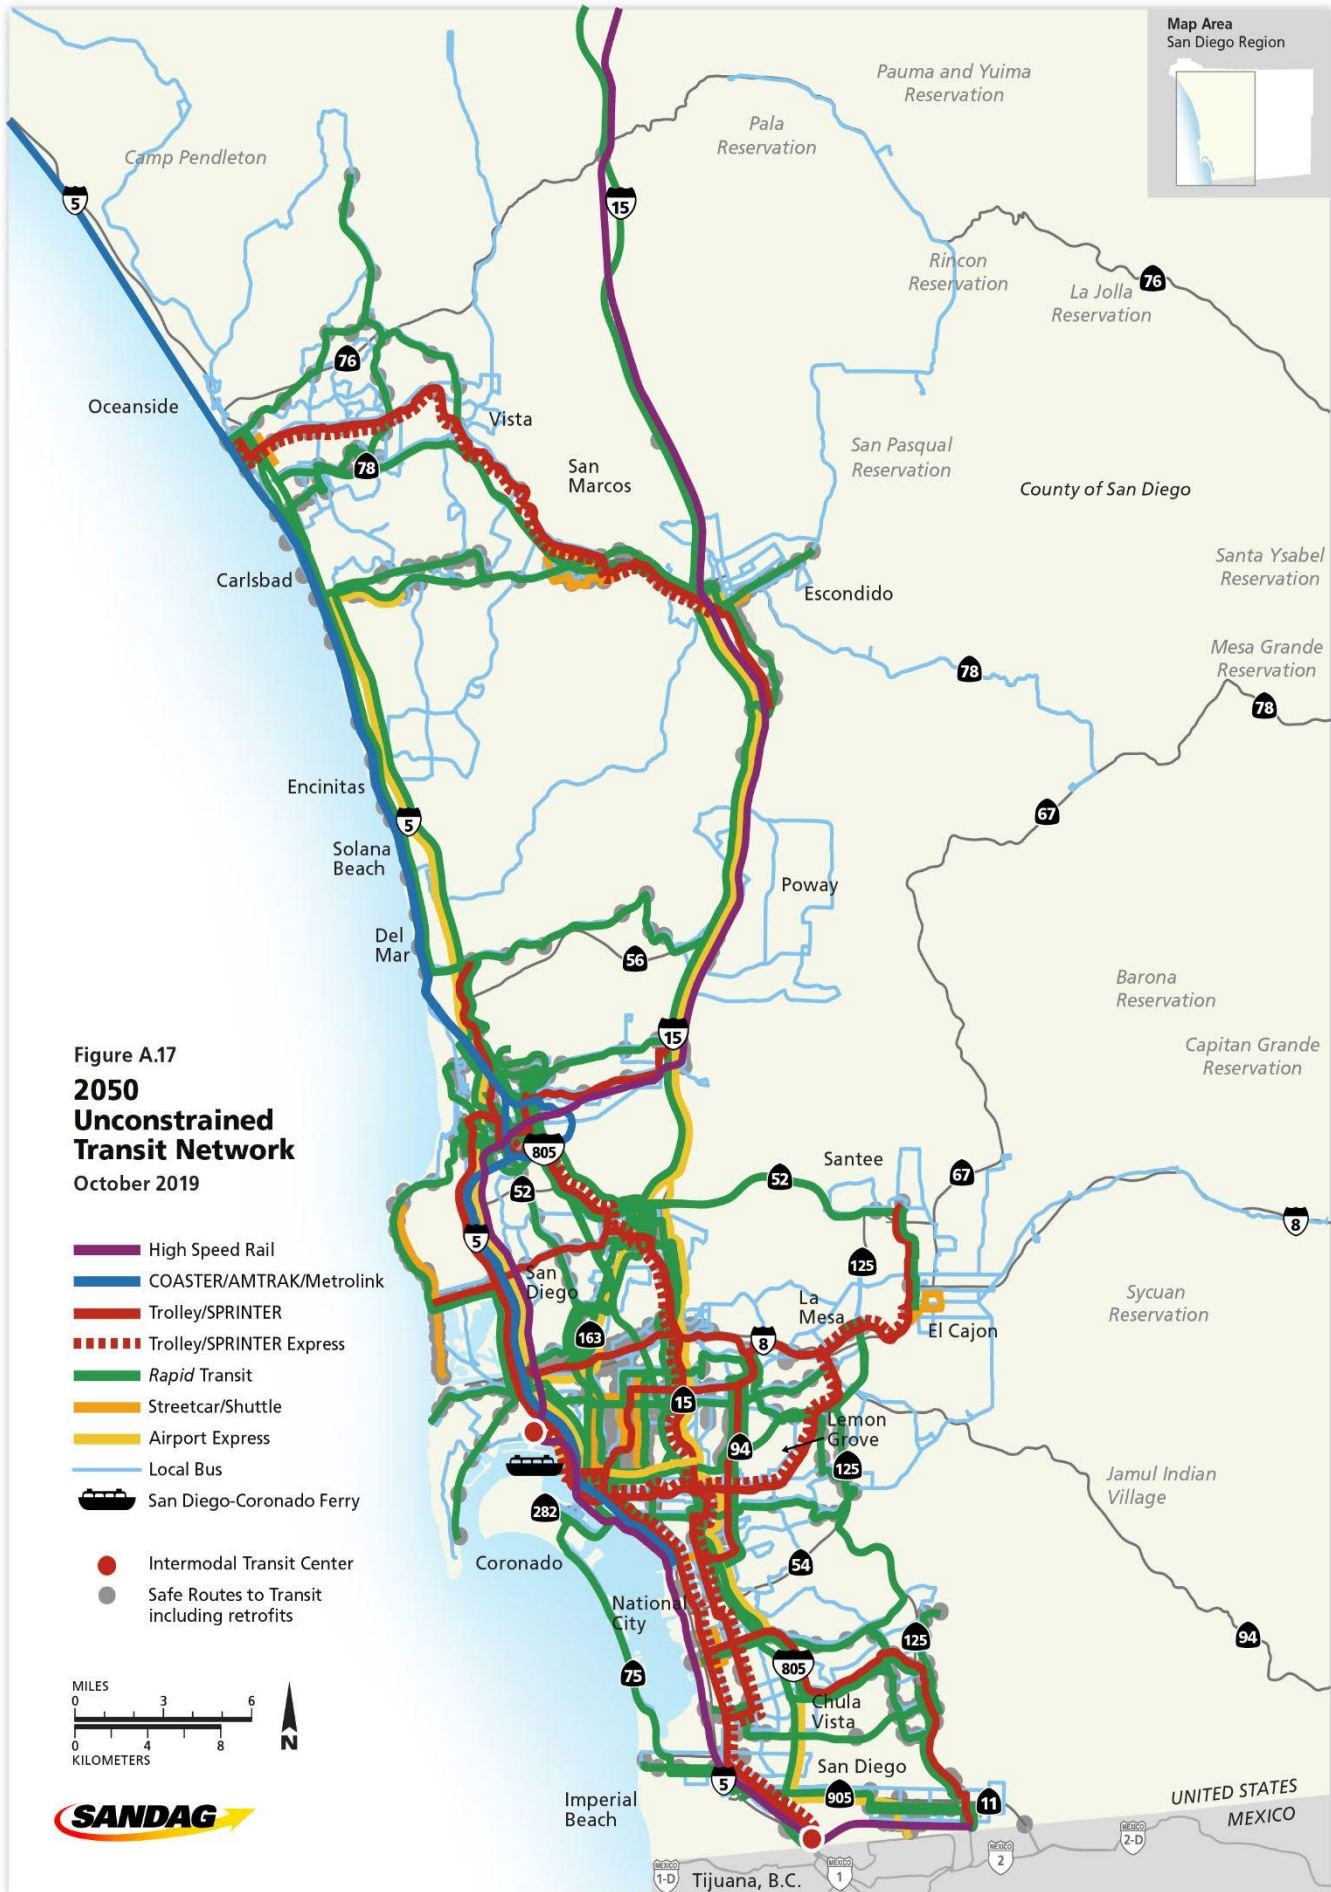 Map Area
San Diego Region
Pauma and Yuima
Reservation
Pala
Reservation
Camp Pendleton
5
15
Rincon
Reservation
La Jolla
Reservation
76
76
Oceanside
Vista
78
San
Marcos
San Pasqual
Reservation
County of San Diego
Carlsbad
Escondido
Santa Ysabel
Reservation
Mesa Grande
Reservation
78
78
Encinitas
5
67
Solana
Beach
Poway
Del
Mar
56
Barona
Reservation
15
Capitan Grande
Reservation
Figure A.17
2050
Unconstrained
Transit Network
October 2019
805
Santee
52
52
67
5
8
125
San
Diego
La
Mesa
Sycuan
Reservation
163
8
El Cajon
High Speed Rail
COASTER/AMTRAK/Metrolink
Trolley/SPRINTER
Trolley/SPRINTER Express
Rapid Transit
Streetcar/Shuttle
Airport Express
Local Bus
San Diego-Coronado Ferry
Intermodal Transit Center
Safe Routes to Transit
including retrofits
15
94
Lemon
Grove
125
Jamul Indian
Village
282
Coronado
54
National
City
125
94
805
75
Chula
Vista
MILES
0 3 6
0 4 8
KILOMETERS
N
San Diego
5
905
11
Imperial
Beach
UNITED STATES
MEXICO
SANDAG
MEXICO
1-D
Tijuana, B.C.
MEXICO
1
MEXICO
2
MEXICO
2-D